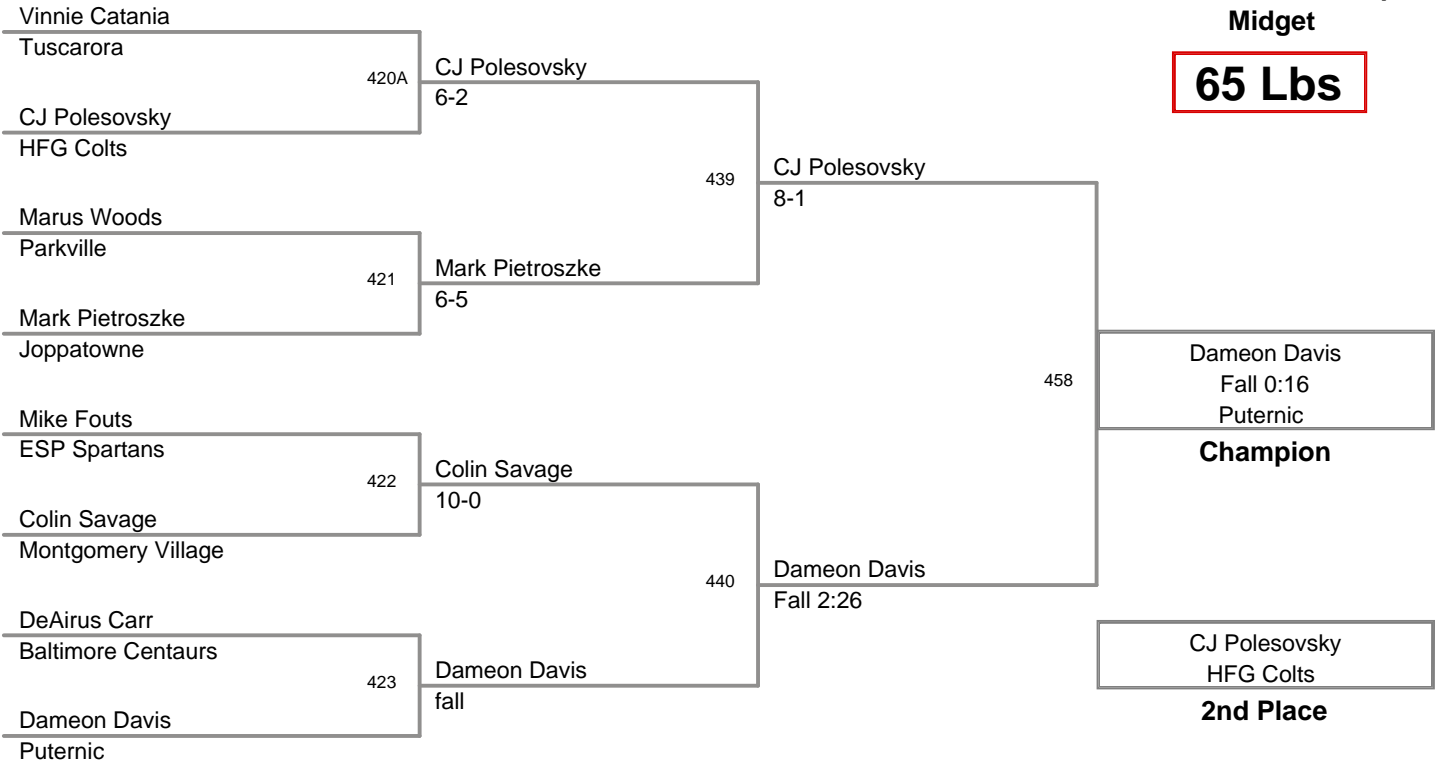 Vinnie Catania
Tuscarora
420A
CJ Polesovsky
HFG Colts
Marus Woods
Parkville
421
Mark Pietroszke
Joppatowne
Mike Fouts
ESP Spartans
422
Colin Savage
Montgomery Village
DeAirus Carr
Baltimore Centaurs
423
Dameon Davis
Puternic
CJ Polesovsky
6-2
439
Mark Pietroszke
6-5
Colin Savage
10-0
440
Dameon Davis
fall
CJ Polesovsky
8-1
458
Dameon Davis
Fall 2:26
Midget
65 Lbs
Dameon Davis
Fall 0:16
Puternic
Champion
CJ Polesovsky
HFG Colts
2nd Place